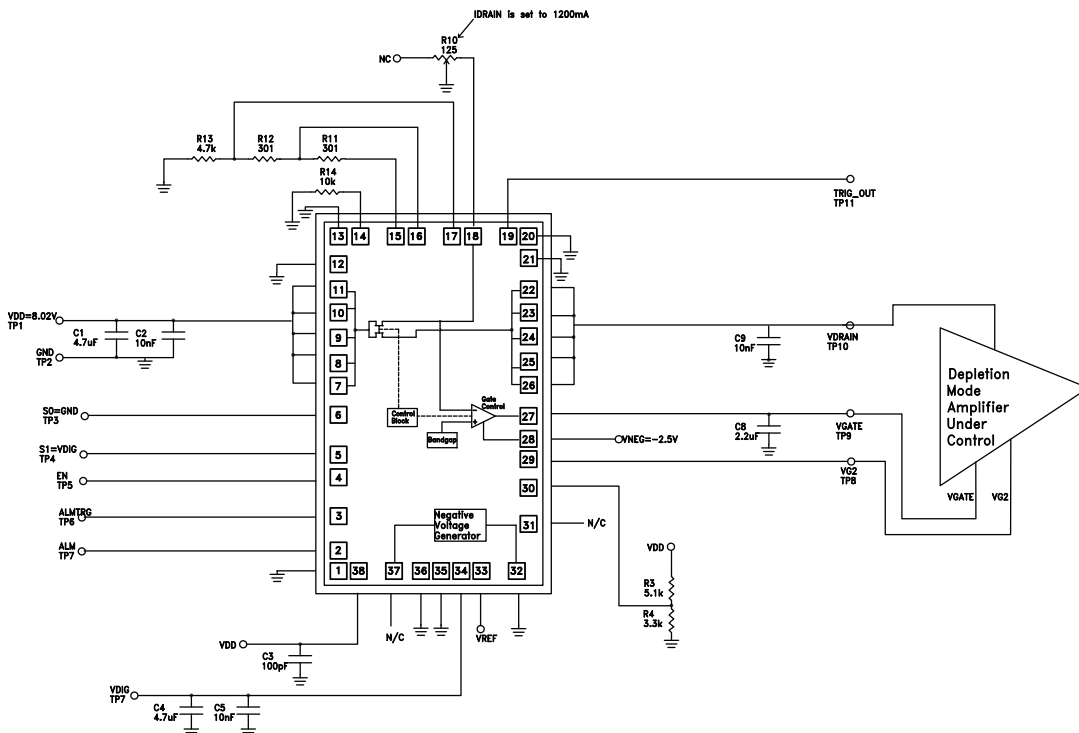 IDRAIN is set to 1200mA
R10
125
NC
R13
4.7k
R12
301
R11
301
R14
10k
TRIG_OUT
TP11
13 14 15 16 17 18 19 20
21
12
11
10
9
8
7
6
5
4
3
2
1
22
23
24
25
26
27
28
29
30
31
38 37 36 35 34 33 32
VDD=8.02V
TP1
C1
4.7uF
C2
10nF
GND
TP2
S0=GND
TP3
S1=VDIG
TP4
EN
TP5
ALMTRG
TP6
ALM
TP7
Control
Block
Gate
Control
Bandgap
Negative
Voltage
Generator
C9
10nF
VDRAIN
TP10
C8
2.2uF
VGATE
TP9
VNEG=-2.5V
VG2
TP8
Depletion
Mode
Amplifier
Under
Control
VGATE
VG2
N/C
VDD
R3
5.1k
R4
3.3k
VDD
C3
100pF
N/C
VREF
VDIG
TP7
C4
4.7uF
C5
10nF